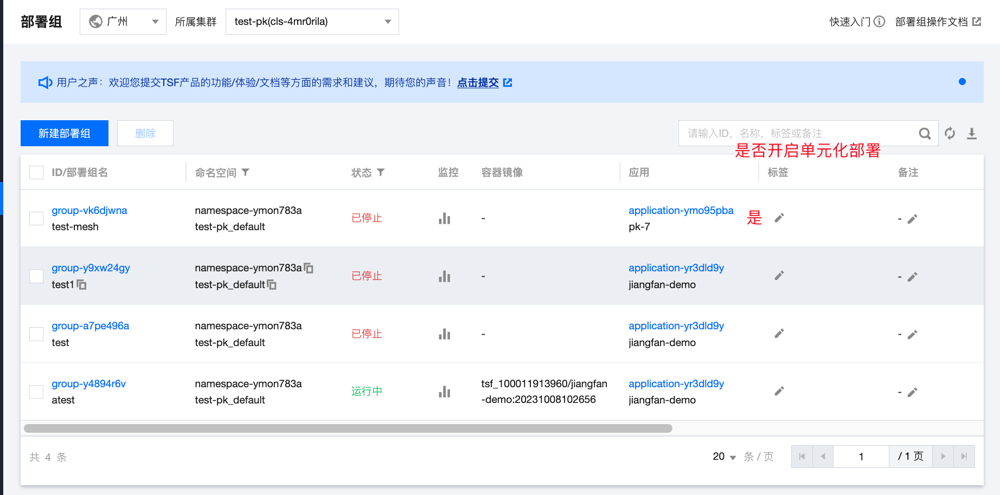 部署组 广州 所属集群 test-pk(cls-4mr0rila) 快速入门 部署组操作文档
用户之声：欢迎您提交TSF产品的功能/体验/文档等方面的需求和建议，期待您的声音！点击提交
新建部署组 删除 请输入ID，名称，标签或备注
是否开启单元化部署
ID/部署组名 命名空间 状态 监控 容器镜像 应用 标签 备注
group-vk6djwna namespace-ymon783a application-ymo95pba
已停止 - 是 -
test-mesh test-pk_default pk-7
group-y9xw24gy namespace-ymon783a application-yr3dld9y
已停止 - -
test1 test-pk_default jiangfan-demo
group-a7pe496a namespace-ymon783a application-yr3dld9y
已停止 - -
test test-pk_default jiangfan-demo
group-y4894r6v namespace-ymon783a tsf_100011913960/jiangfan application-yr3dld9y
运行中 -
atest test-pk_default -demo:20231008102656 jiangfan-demo
共 4 条 20 条 / 页 1 / 1 页